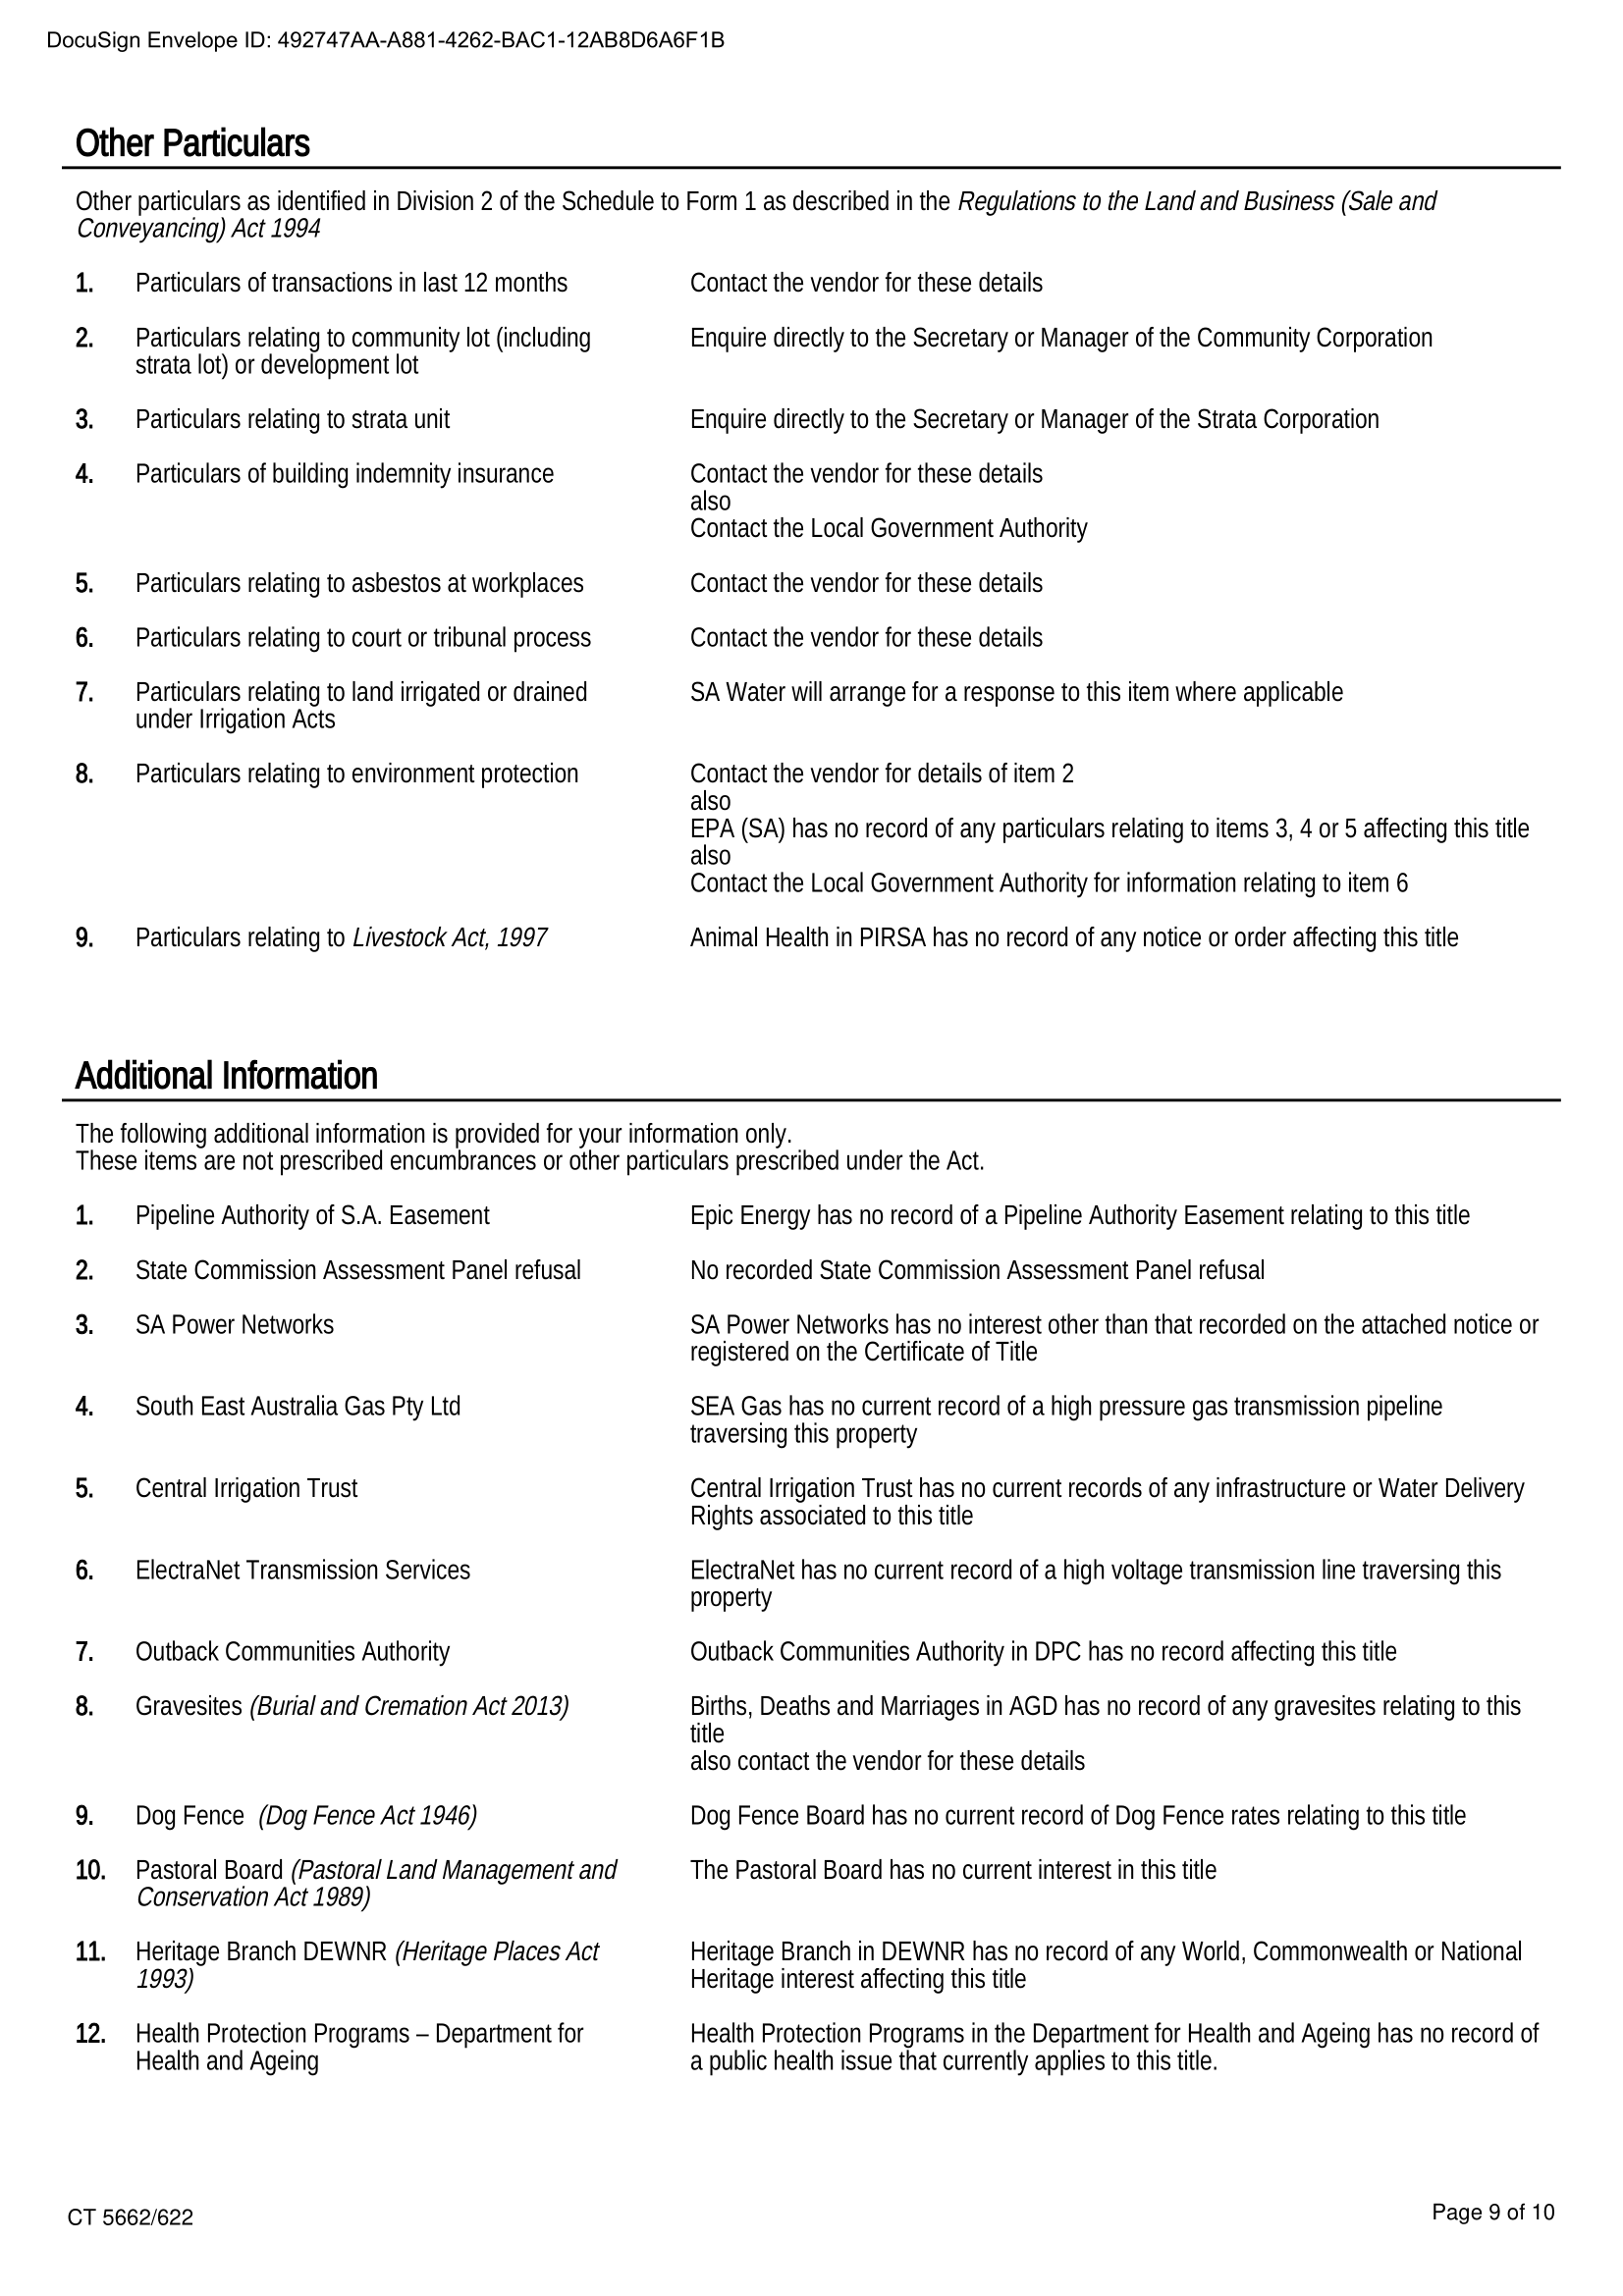 DocuSign Envelope ID: 492747AA-A881-4262-BAC1-12AB8D6A6F1B
Other Particulars
Other particulars as identified in Division 2 of the Schedule to Form 1 as described in the Regulations to the Land and Business (Sale and
Conveyancing) Act 1994
1. Particulars of transactions in last 12 months Contact the vendor for these details
2. Particulars relating to community lot (including Enquire directly to the Secretary or Manager of the Community Corporation
strata lot) or development lot
3. Particulars relating to strata unit Enquire directly to the Secretary or Manager of the Strata Corporation
4. Particulars of building indemnity insurance Contact the vendor for these details
also
Contact the Local Government Authority
5. Particulars relating to asbestos at workplaces Contact the vendor for these details
6. Particulars relating to court or tribunal process Contact the vendor for these details
7. Particulars relating to land irrigated or drained SA Water will arrange for a response to this item where applicable
under Irrigation Acts
8. Particulars relating to environment protection Contact the vendor for details of item 2
also
EPA (SA) has no record of any particulars relating to items 3, 4 or 5 affecting this title
also
Contact the Local Government Authority for information relating to item 6
9. Particulars relating to Livestock Act, 1997 Animal Health in PIRSA has no record of any notice or order affecting this title
Additional Information
The following additional information is provided for your information only.
These items are not prescribed encumbrances or other particulars prescribed under the Act.
1. Pipeline Authority of S.A. Easement Epic Energy has no record of a Pipeline Authority Easement relating to this title
2. State Commission Assessment Panel refusal No recorded State Commission Assessment Panel refusal
3. SA Power Networks SA Power Networks has no interest other than that recorded on the attached notice or
registered on the Certificate of Title
4. South East Australia Gas Pty Ltd SEA Gas has no current record of a high pressure gas transmission pipeline
traversing this property
5. Central Irrigation Trust Central Irrigation Trust has no current records of any infrastructure or Water Delivery
Rights associated to this title
6. ElectraNet Transmission Services ElectraNet has no current record of a high voltage transmission line traversing this
property
7. Outback Communities Authority Outback Communities Authority in DPC has no record affecting this title
8. Gravesites (Burial and Cremation Act 2013) Births, Deaths and Marriages in AGD has no record of any gravesites relating to this
title
also contact the vendor for these details
9. Dog Fence (Dog Fence Act 1946) Dog Fence Board has no current record of Dog Fence rates relating to this title
10. Pastoral Board (Pastoral Land Management and The Pastoral Board has no current interest in this title
Conservation Act 1989)
11. Heritage Branch DEWNR (Heritage Places Act Heritage Branch in DEWNR has no record of any World, Commonwealth or National
1993) Heritage interest affecting this title
12. Health Protection Programs – Department for Health Protection Programs in the Department for Health and Ageing has no record of
Health and Ageing a public health issue that currently applies to this title.
CT 5662/622 Page 9 of 10